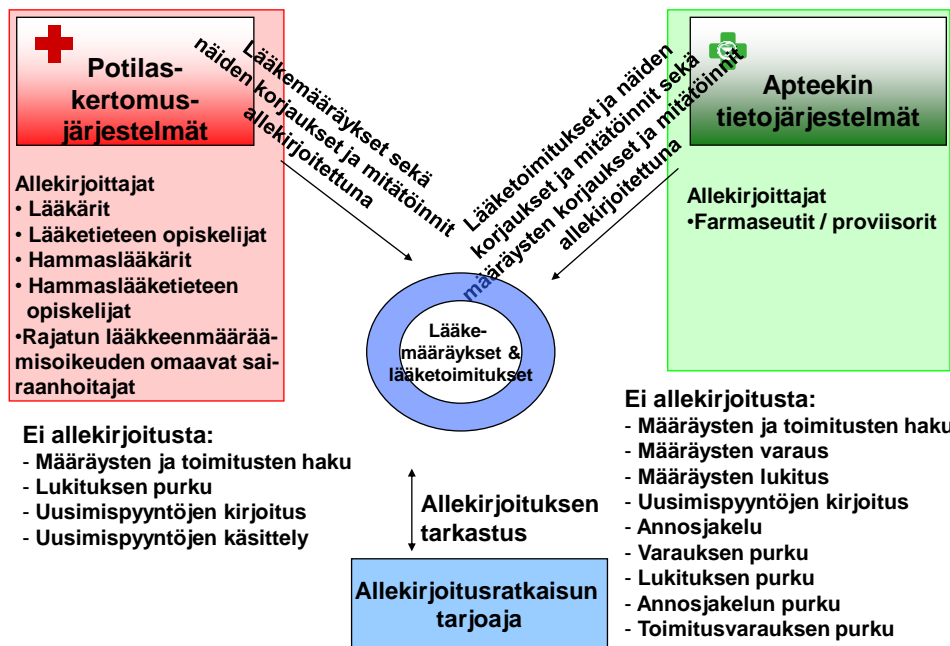 Potilas-
kertomus-
järjestelmät
Allekirjoittajat
• Lääkärit
• Lääketieteen opiskelijat
• Hammaslääkärit
• Hammaslääketieteen
opiskelijat
•Rajatun lääkkeenmäärää-
misoikeuden omaavat sai-
raanhoitajat
Ei allekirjoitusta:
- Määräysten ja toimitusten haku
- Lukituksen purku
- Uusimispyyntöjen kirjoitus
- Uusimispyyntöjen käsittely
Lääkemääräykset sekä
näiden korjaukset ja mitätöinnit
allekirjoitettuna
Lääketoimitukset ja näiden
korjaukset ja mitätöinnit sekä
määräysten korjaukset ja mitätöinnit
allekirjoitettuna
Lääke-
määräykset &
lääketoimitukset
Allekirjoituksen
tarkastus
Allekirjoitusratkaisun
tarjoaja
Apteekin
tietojärjestelmät
Allekirjoittajat
•Farmaseutit / proviisorit
Ei allekirjoitusta:
- Määräysten ja toimitusten haku
- Määräysten varaus
- Määräysten lukitus
- Uusimispyyntöjen kirjoitus
- Annosjakelu
- Varauksen purku
- Lukituksen purku
- Annosjakelun purku
- Toimitusvarauksen purku